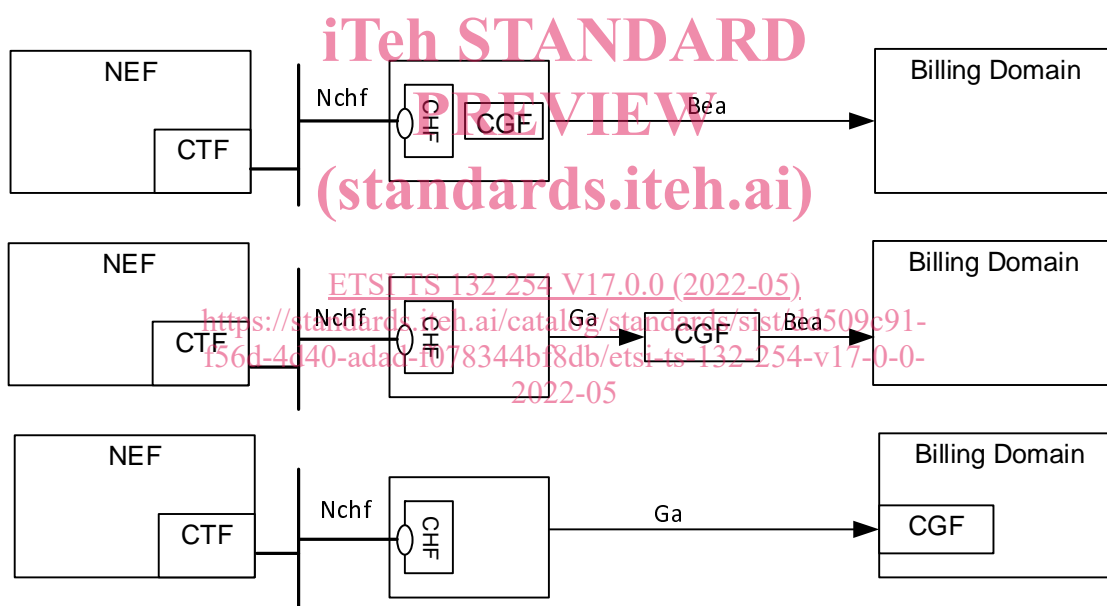 iTeh STANDARD
PREVIEW
(standards.iteh.ai)
NEF
CTF
Nchf
CHF
CGF
Bea
Billing Domain
ETSI TS 132 254 V17.0.0 (2022-05)
https://standards.iteh.ai/catalog/standards/sist/dd509c91-
f56d-4d40-adad-f078344bf8db/etsi-ts-132-254-v17-0-0-
2022-05
NEF
CTF
Nchf
CHF
Ga
CGF
Bea
Billing Domain
NEF
CTF
Nchf
CHF
Ga
Billing Domain
CGF